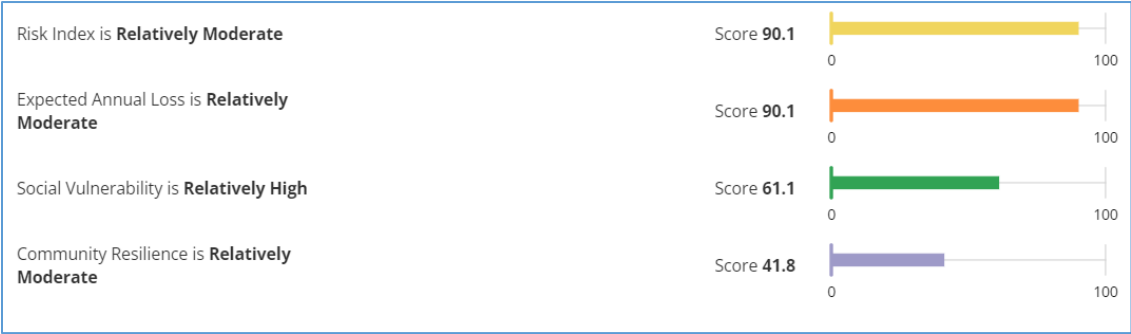 Risk Index is Relatively Moderate
Score 90.1
0
100
Expected Annual Loss is Relatively
Moderate
Score 90.1
0
100
Social Vulnerability is Relatively High
Score 61.1
0
100
Community Resilience is Relatively
Moderate
Score 41.8
0
100